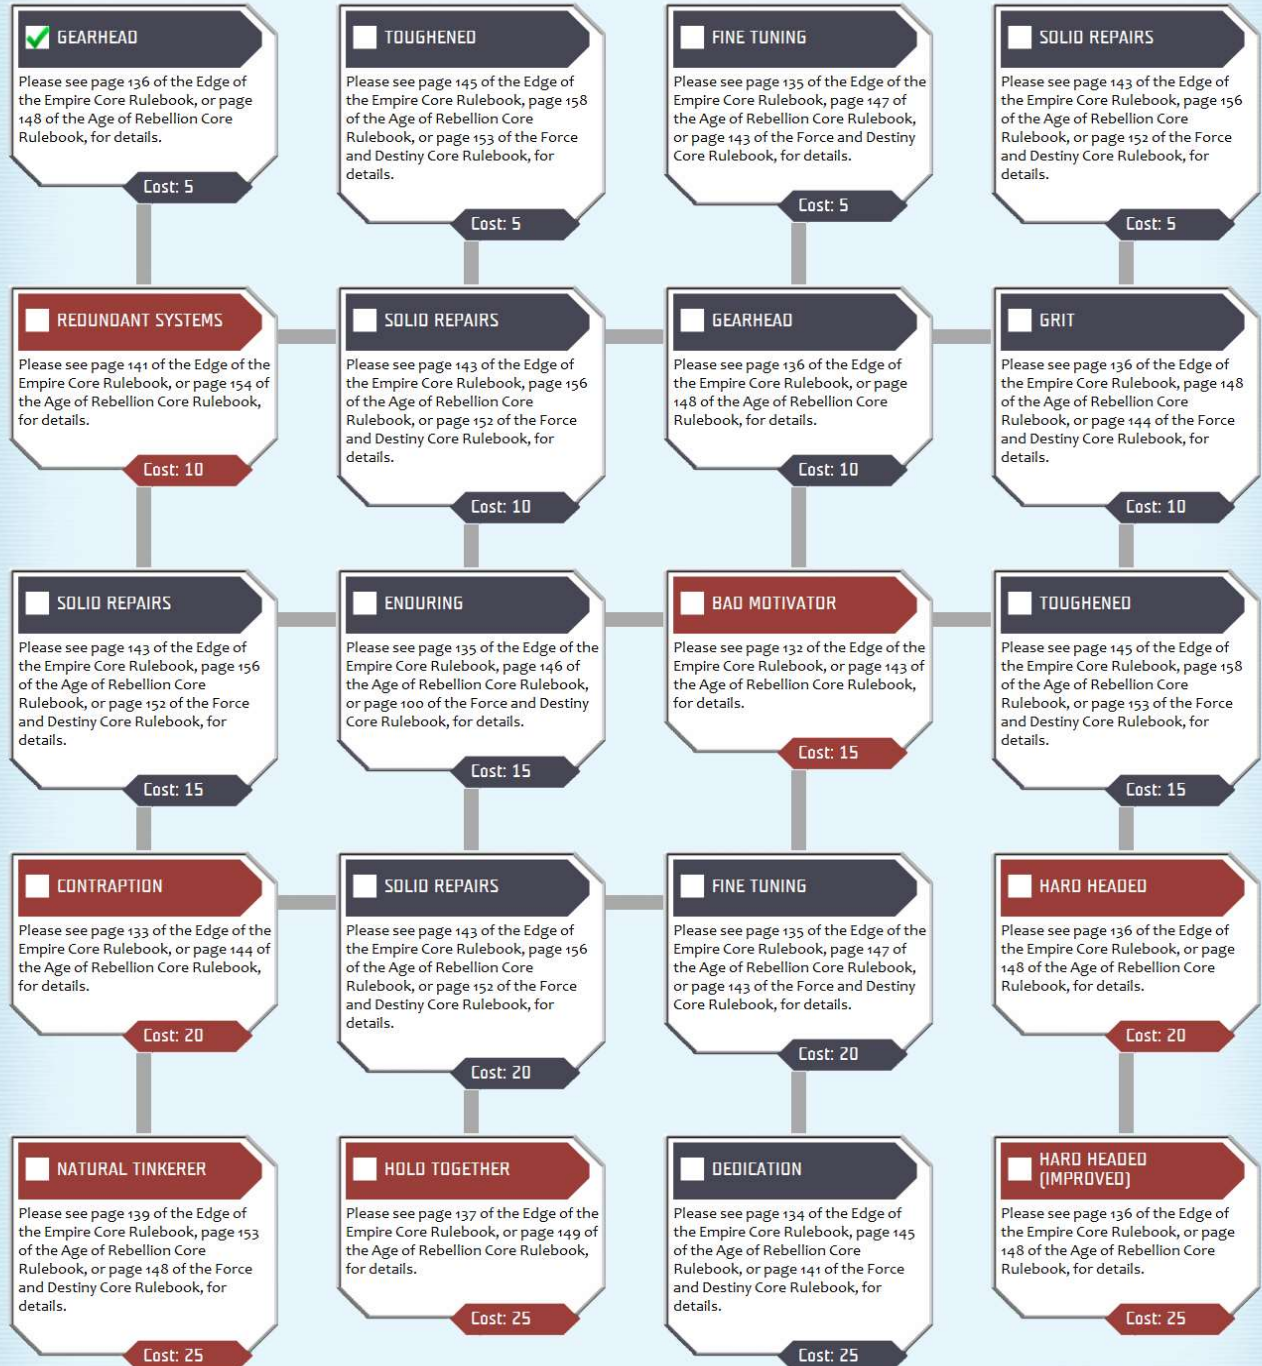 GEARHEAD
Please see page 136 of the Edge of
the Empire Core Rulebook, or page
148 of the Age of Rebellion Core
Rulebook, for details.
Cost: 5
TOUGHENED
Please see page 145 of the Edge of
the Empire Core Rulebook, page 158
of the Age of Rebellion Core
Rulebook, or page 153 of the Force
and Destiny Core Rulebook, for
details.
Cost: 5
FINE TUNING
Please see page 135 of the Edge of the
Empire Core Rulebook, page 147 of
the Age of Rebellion Core Rulebook,
or page 143 of the Force and Destiny
Core Rulebook, for details.
Cost: 5
SOLID REPAIRS
Please see page 143 of the Edge of
the Empire Core Rulebook, page 156
of the Age of Rebellion Core
Rulebook, or page 152 of the Force
and Destiny Core Rulebook, for
details.
Cost: 5
REDUNDANT SYSTEMS
Please see page 141 of the Edge of the
Empire Core Rulebook, or page 154 of
the Age of Rebellion Core Rulebook,
for details.
Cost: 10
SOLID REPAIRS
Please see page 143 of the Edge of
the Empire Core Rulebook, page 156
of the Age of Rebellion Core
Rulebook, or page 152 of the Force
and Destiny Core Rulebook, for
details.
Cost: 10
GEARHEAD
Please see page 136 of the Edge of
the Empire Core Rulebook, or page
148 of the Age of Rebellion Core
Rulebook, for details.
Cost: 10
GRIT
Please see page 136 of the Edge of
the Empire Core Rulebook, page 148
of the Age of Rebellion Core
Rulebook, or page 144 of the Force
and Destiny Core Rulebook, for
details.
Cost: 10
SOLID REPAIRS
Please see page 143 of the Edge of
the Empire Core Rulebook, page 156
of the Age of Rebellion Core
Rulebook, or page 152 of the Force
and Destiny Core Rulebook, for
details.
Cost: 15
ENDURING
Please see page 135 of the Edge of the
Empire Core Rulebook, page 146 of
the Age of Rebellion Core Rulebook,
or page 100 of the Force and Destiny
Core Rulebook, for details.
Cost: 15
BAD MOTIVATOR
Please see page 132 of the Edge of the
Empire Core Rulebook, or page 143 of
the Age of Rebellion Core Rulebook,
for details.
Cost: 15
TOUGHENED
Please see page 145 of the Edge of
the Empire Core Rulebook, page 158
of the Age of Rebellion Core
Rulebook, or page 153 of the Force
and Destiny Core Rulebook, for
details.
Cost: 15
CONTRAPTION
Please see page 133 of the Edge of the
Empire Core Rulebook, or page 144 of
the Age of Rebellion Core Rulebook,
for details.
Cost: 20
SOLID REPAIRS
Please see page 143 of the Edge of
the Empire Core Rulebook, page 156
of the Age of Rebellion Core
Rulebook, or page 152 of the Force
and Destiny Core Rulebook, for
details.
Cost: 20
FINE TUNING
Please see page 135 of the Edge of the
Empire Core Rulebook, page 147 of
the Age of Rebellion Core Rulebook,
or page 143 of the Force and Destiny
Core Rulebook, for details.
Cost: 20
HARD HEADED
Please see page 136 of the Edge of
the Empire Core Rulebook, or page
148 of the Age of Rebellion Core
Rulebook, for details.
Cost: 20
NATURAL TINKERER
Please see page 139 of the Edge of
the Empire Core Rulebook, page 153
of the Age of Rebellion Core
Rulebook, or page 148 of the Force
and Destiny Core Rulebook, for
details.
Cost: 25
HOLD TOGETHER
Please see page 137 of the Edge of the
Empire Core Rulebook, or page 149 of
the Age of Rebellion Core Rulebook,
for details.
Cost: 25
DEDICATION
Please see page 134 of the Edge of
the Empire Core Rulebook, page 145
of the Age of Rebellion Core
Rulebook, or page 141 of the Force
and Destiny Core Rulebook, for
details.
Cost: 25
HARD HEADED
(IMPROVED)
Please see page 136 of the Edge of
the Empire Core Rulebook, or page
148 of the Age of Rebellion Core
Rulebook, for details.
Cost: 25